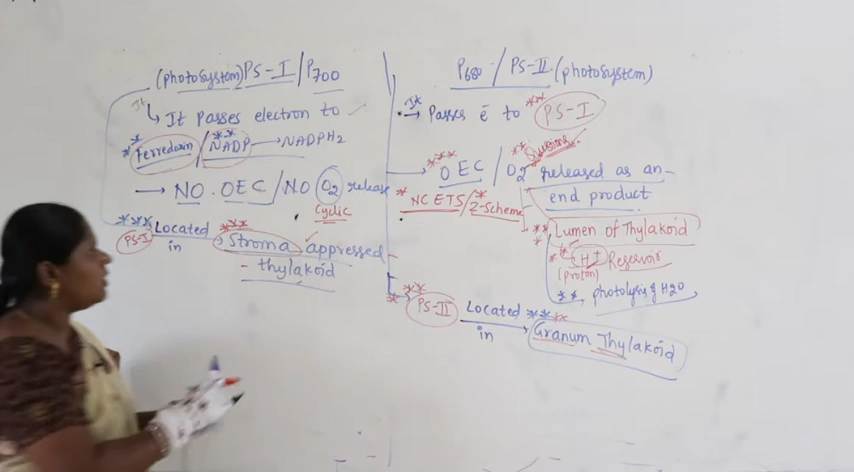 (photosystem) PS-I / P700
It
↳ It passes electron to
** Ferredoxin / **NADP → NADPH2
→ NO. OEC / NO O2 release
cyclic
*** PS-I Located in *** Stroma appressed
- thylakoid
P680 / PS-II (photosystem)
It
→ Passes e̅ to ** PS-I
→ *** OEC / ** O2 released as an
end product
* NC ETS / * Z-Scheme
** Lumen of Thylakoid
* Reservoir
(proton)
** photolysis of H2O
** * PS-II Located in *** Granum Thylakoid